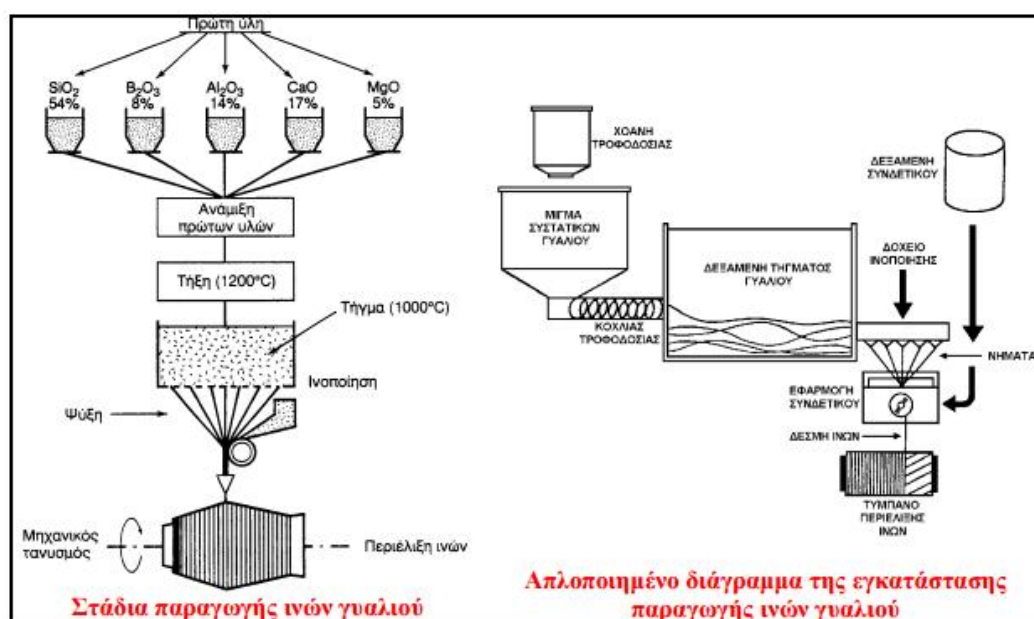 Πρώτη ύλη
SiO₂ B₂O₃ Al₂O₃ CaO MgO
54% 8% 14% 17% 5%
Ανάμιξη
πρώτων υλών
Τήξη (1200°C)
Τήγμα (1000°C)
Ινοποίηση
Ψύξη
Μηχανικός
τανυσμός
Περιέλιξη ινών
Στάδια παραγωγής ινών γυαλιού
ΧΟΑΝΗ
ΤΡΟΦΟΔΟΣΙΑΣ
ΜΙΓΜΑ
ΣΥΣΤΑΤΙΚΩΝ
ΓΥΑΛΙΟΥ
ΚΟΧΛΙΑΣ
ΤΡΟΦΟΔΟΣΙΑΣ
ΔΕΞΑΜΕΝΗ ΤΗΓΜΑΤΟΣ
ΓΥΑΛΙΟΥ
ΔΕΞΑΜΕΝΗ
ΣΥΝΔΕΤΙΚΟΥ
ΔΟΧΕΙΟ
ΙΝΟΠΟΙΗΣΗΣ
ΝΗΜΑΤΑ
ΕΦΑΡΜΟΓΗ
ΣΥΝΔΕΤΙΚΟΥ
ΔΕΣΜΗ ΙΝΩΝ
ΤΥΜΠΑΝΟ
ΠΕΡΙΕΛΙΞΗΣ
ΙΝΩΝ
Απλοποιημένο διάγραμμα της εγκατάστασης
παραγωγής ινών γυαλιού